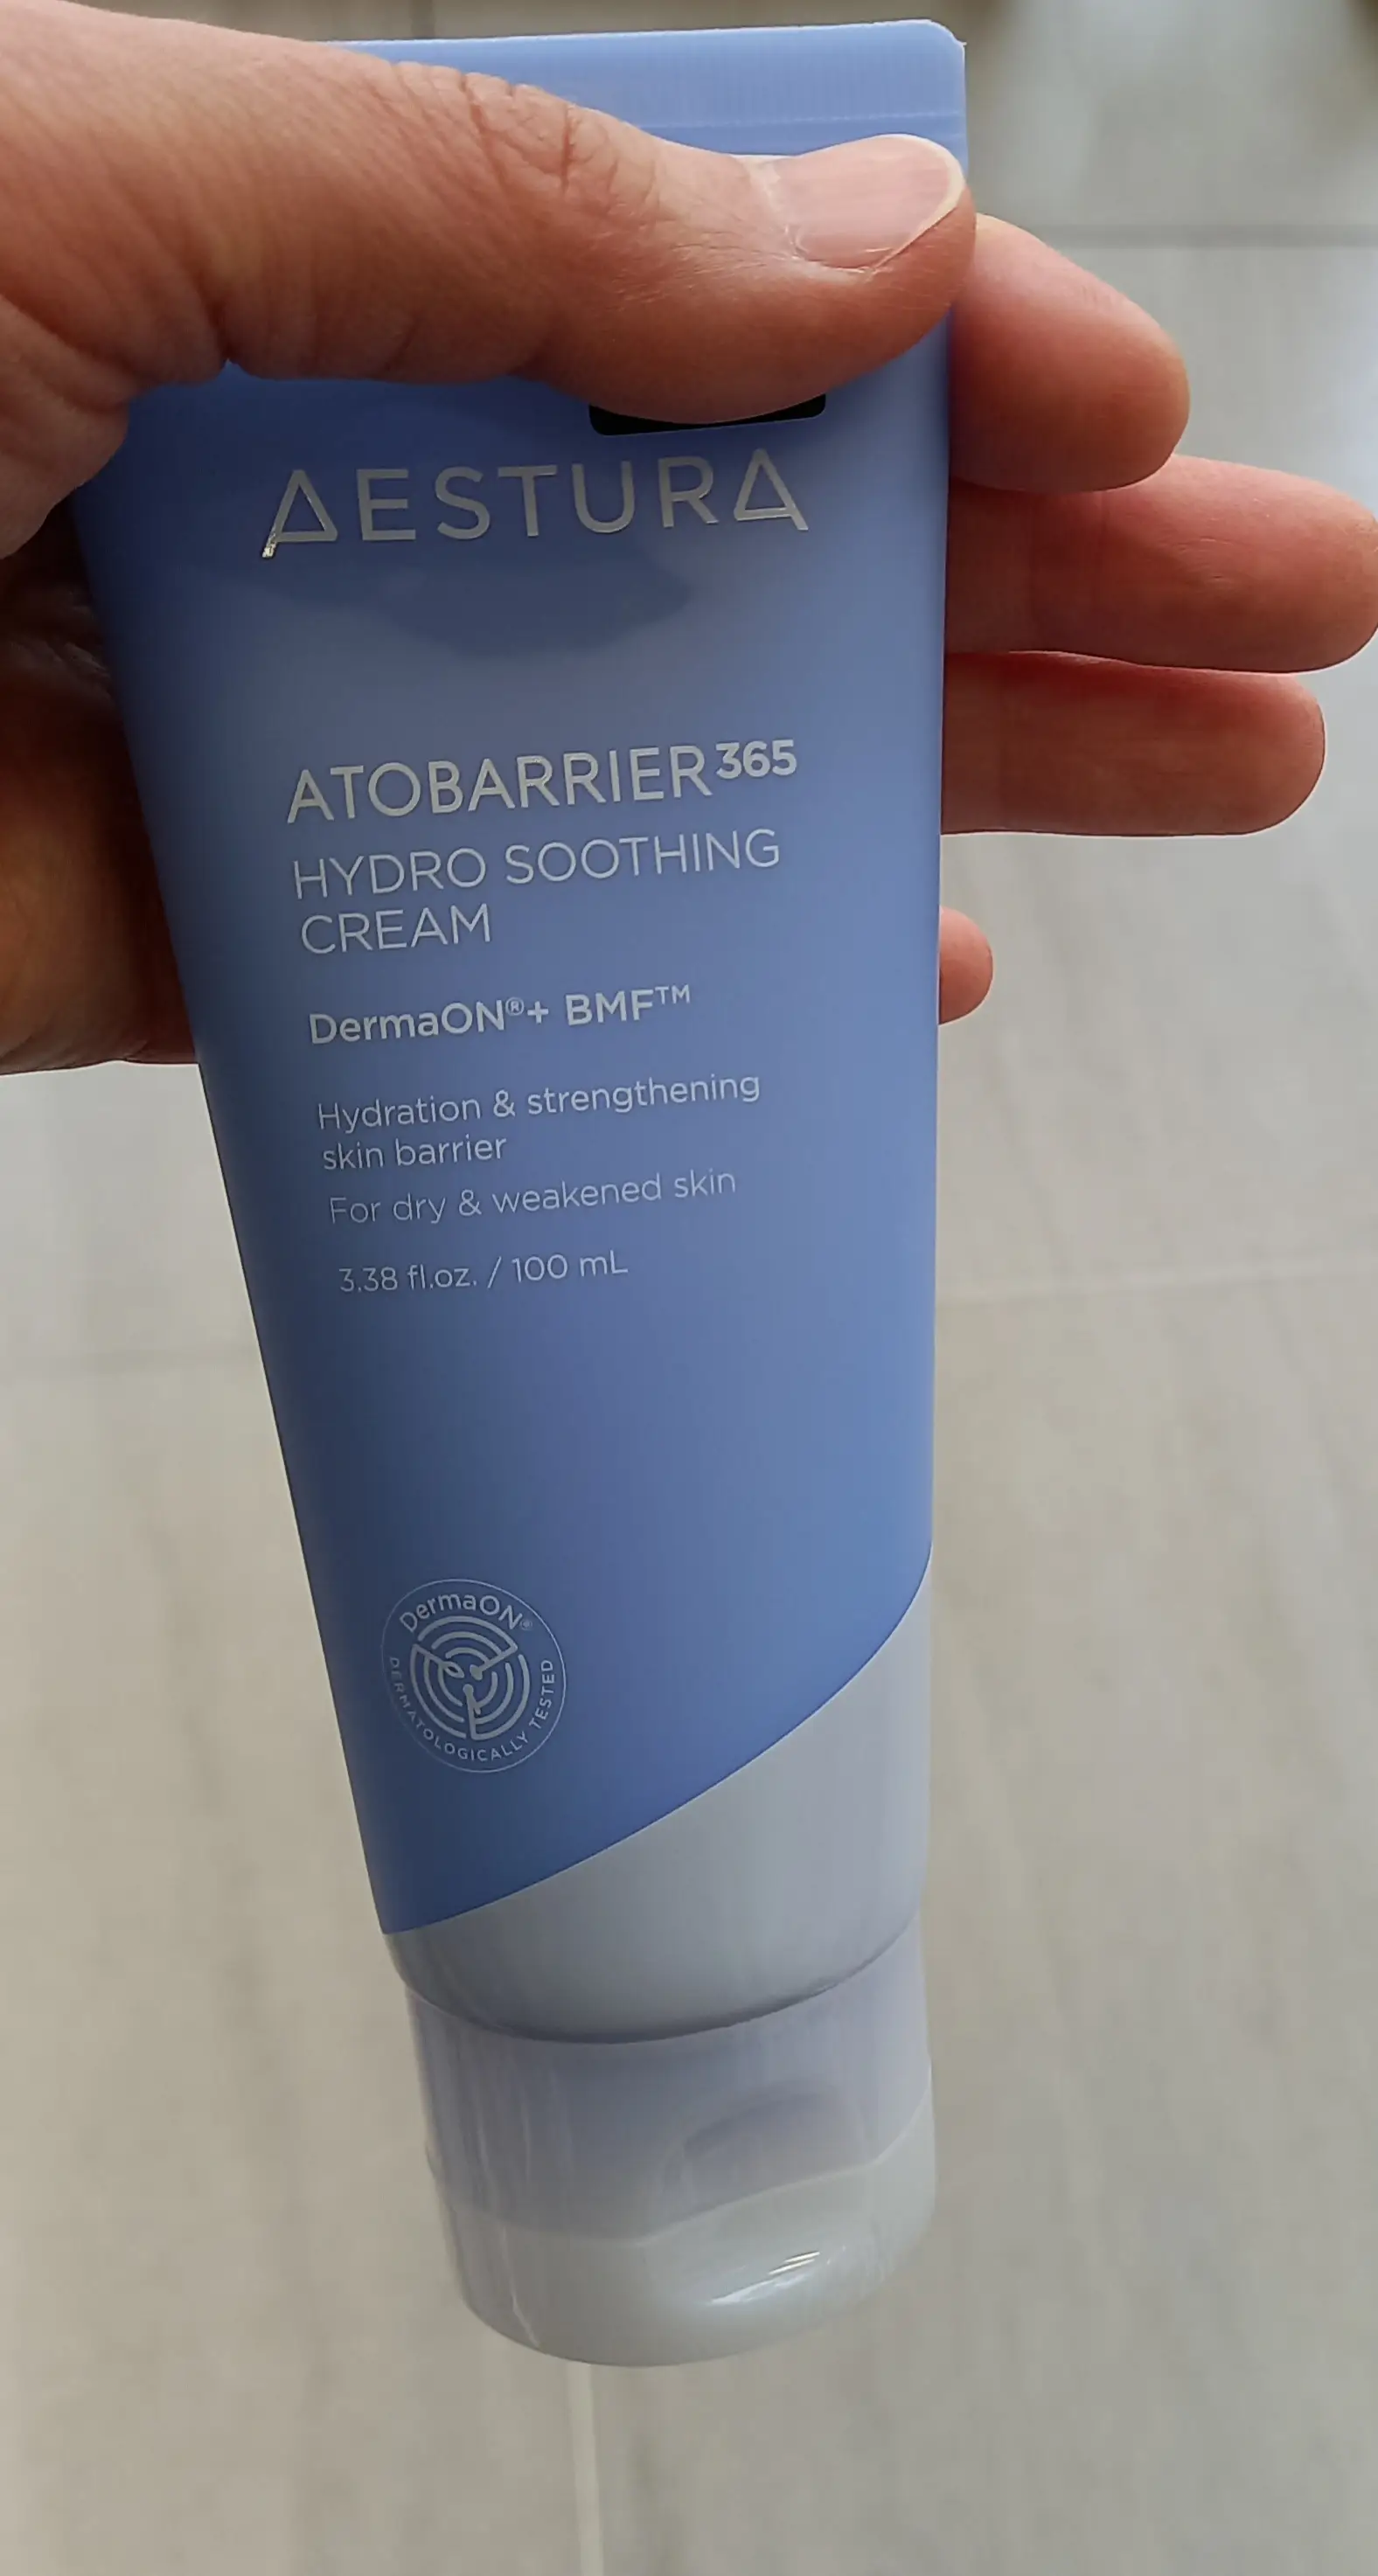 AESTURA
ATOBARRIER365
HYDRO SOOTHING
CREAM
DermaON®+ BMF™
Hydration & strengthening
skin barrier
For dry & weakened skin
3.38 fl.oz. / 100 mL
DermaON®
DERMATOLOGICALLY TESTED